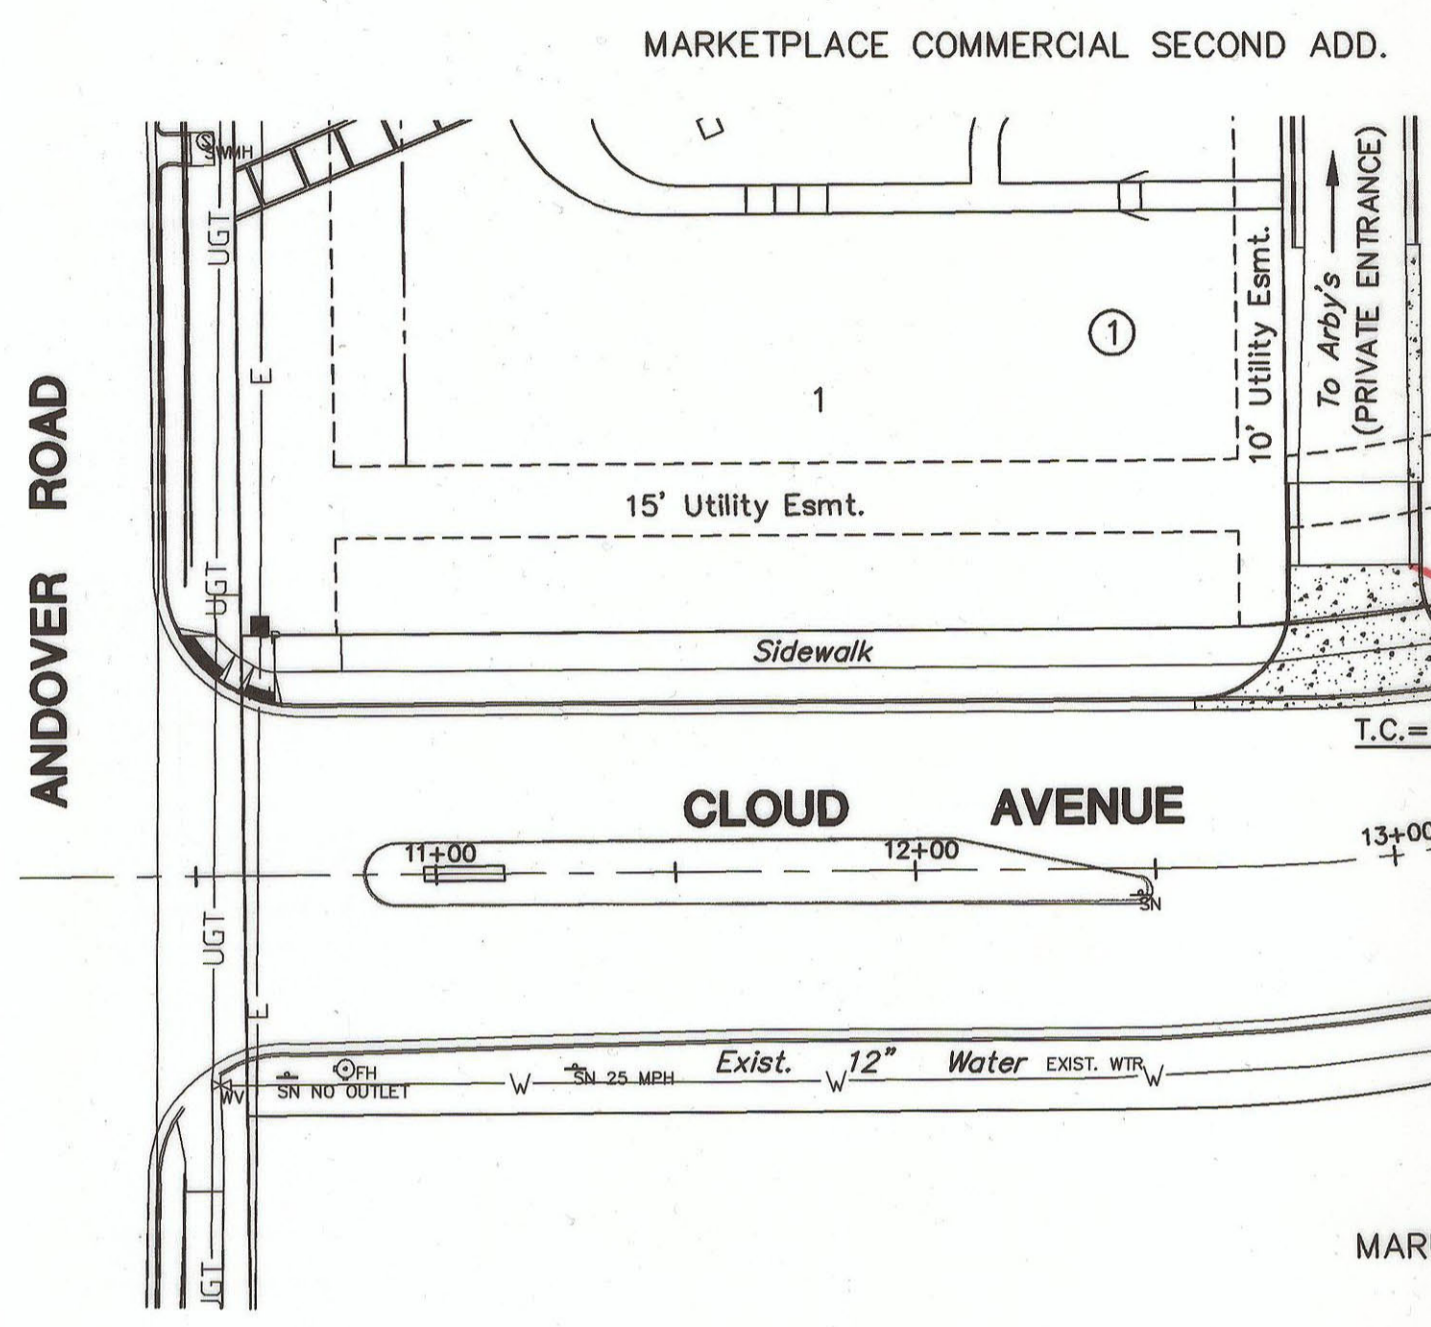 MARKETPLACE COMMERCIAL SECOND ADD.
SWMH
UGT
E
To Arby's
(PRIVATE ENTRANCE)
10' Utility Esmt.
1
1
15' Utility Esmt.
ANDOVER ROAD
UGT
P
Sidewalk
T.C.=
CLOUD AVENUE
11+00
12+00
13+00
SN
UGT
E
Exist. 12" Water EXIST. WTR
FH
SN NO OUTLET
WV
W
SN 25 MPH
W
W
UGT
MAR